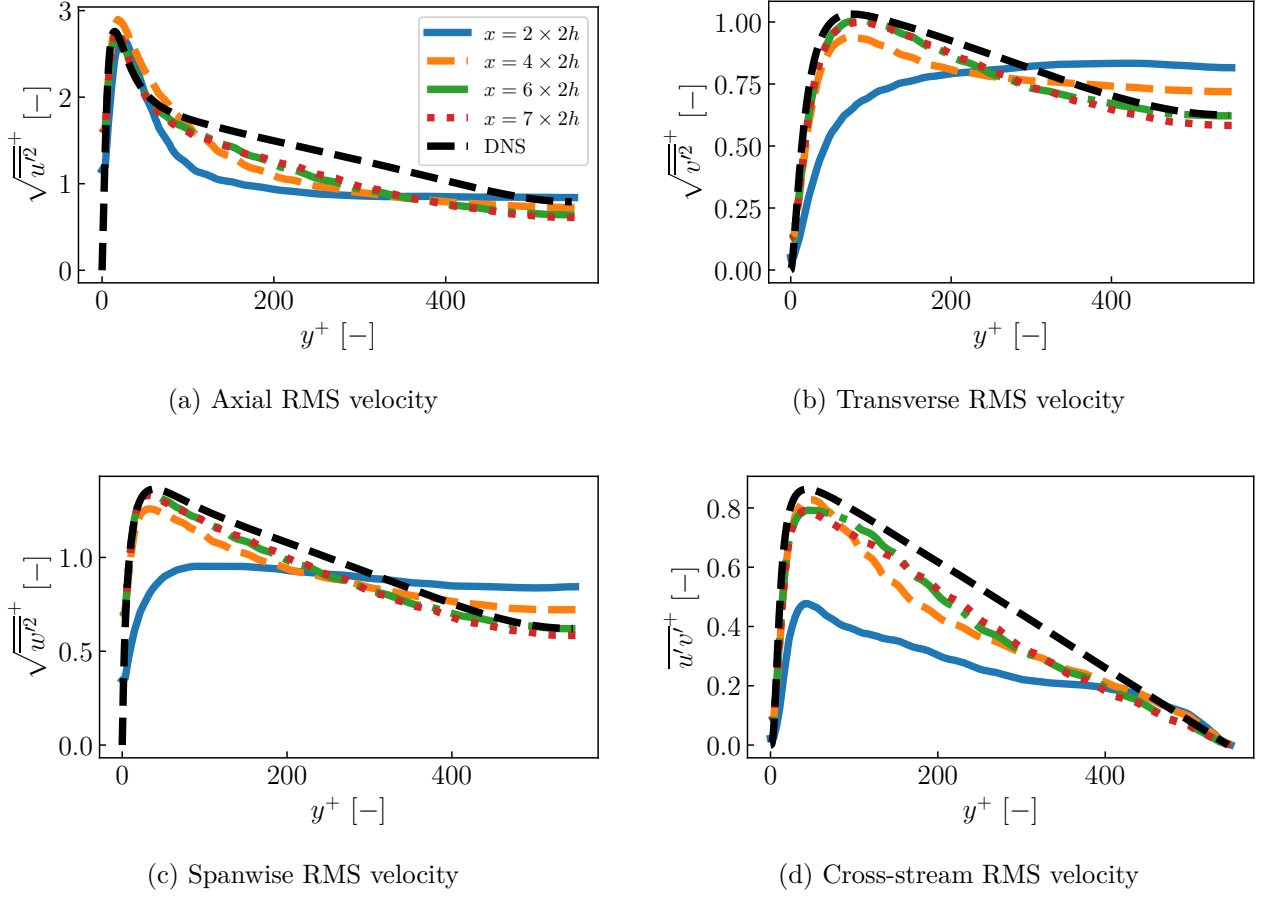 3
2
1
0
0
200
400
√u′²⁺ [−]
y⁺ [−]
x = 2 × 2h
x = 4 × 2h
x = 6 × 2h
x = 7 × 2h
DNS
(a) Axial RMS velocity
1.00
0.75
0.50
0.25
0.00
0
200
400
√v′²⁺ [−]
y⁺ [−]
(b) Transverse RMS velocity
1.0
0.5
0.0
0
200
400
√w′²⁺ [−]
y⁺ [−]
(c) Spanwise RMS velocity
0.8
0.6
0.4
0.2
0.0
0
200
400
u′v′⁺ [−]
y⁺ [−]
(d) Cross-stream RMS velocity